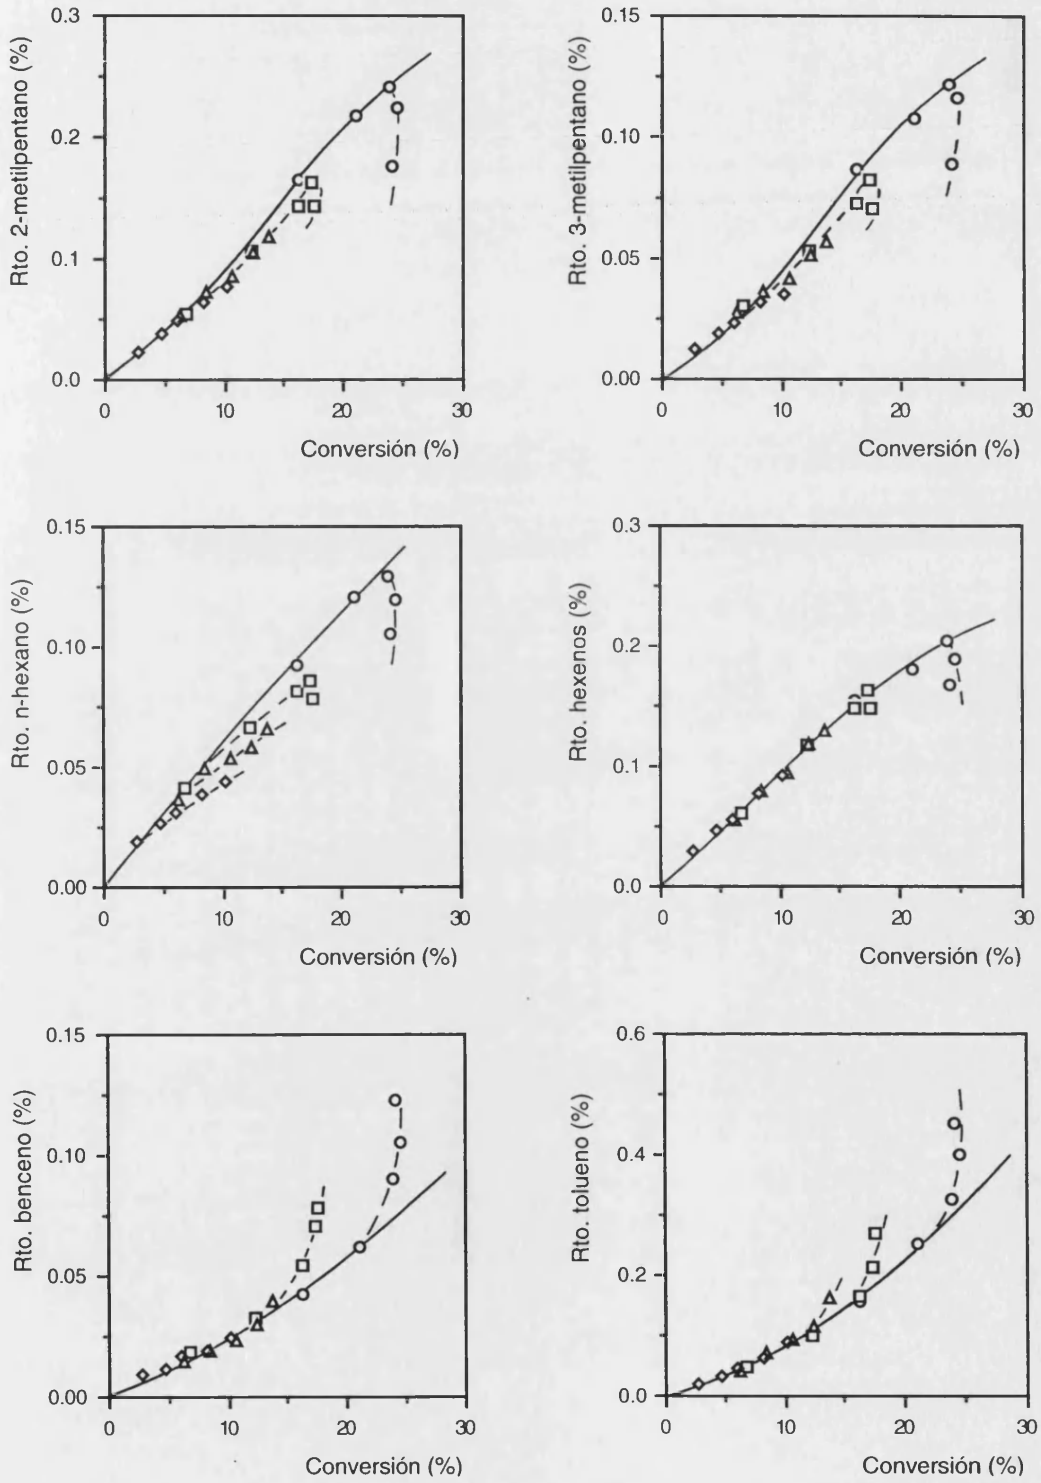 Rto. 2-metilpentano (%)
0.3
0.2
0.1
0.0
0 10 20 30
Conversión (%)
Rto. 3-metilpentano (%)
0.15
0.10
0.05
0.00
0 10 20 30
Conversión (%)
Rto. n-hexano (%)
0.15
0.10
0.05
0.00
0 10 20 30
Conversión (%)
Rto. hexenos (%)
0.3
0.2
0.1
0.0
0 10 20 30
Conversión (%)
Rto. benceno (%)
0.15
0.10
0.05
0.00
0 10 20 30
Conversión (%)
Rto. tolueno (%)
0.6
0.4
0.2
0.0
0 10 20 30
Conversión (%)